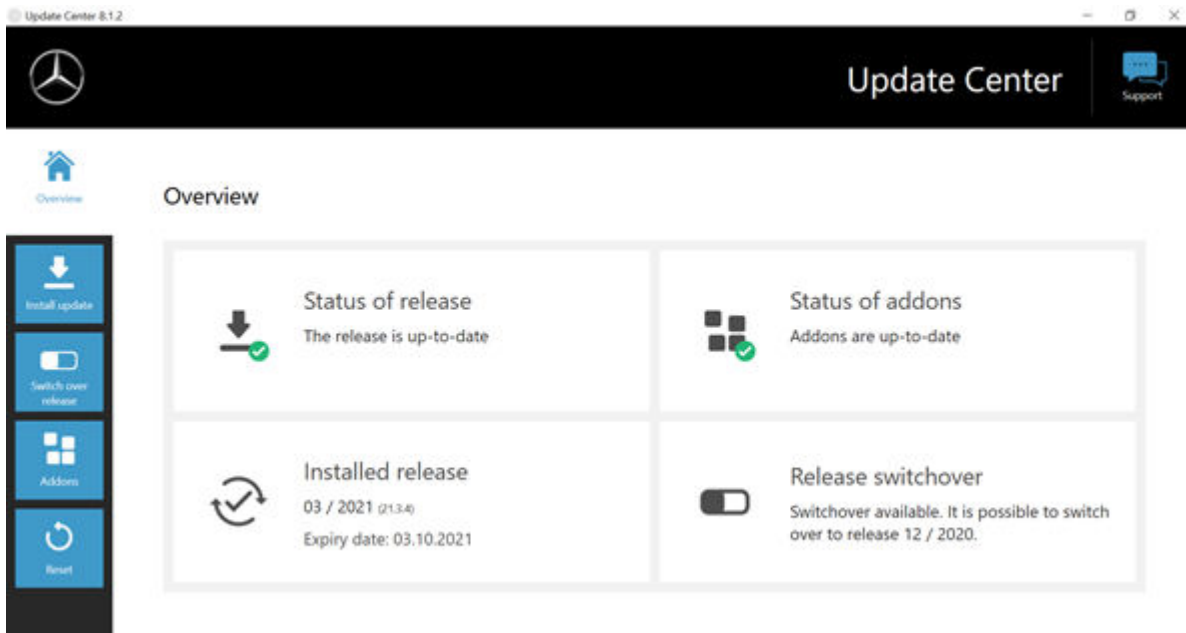 Update Center 8.1.2
Update Center
Support
Overview
Overview
Install update
Switch over
release
Addons
Reset
Status of release
The release is up-to-date
Status of addons
Addons are up-to-date
Installed release
03 / 2021 (21.3.4)
Expiry date: 03.10.2021
Release switchover
Switchover available. It is possible to switch
over to release 12 / 2020.